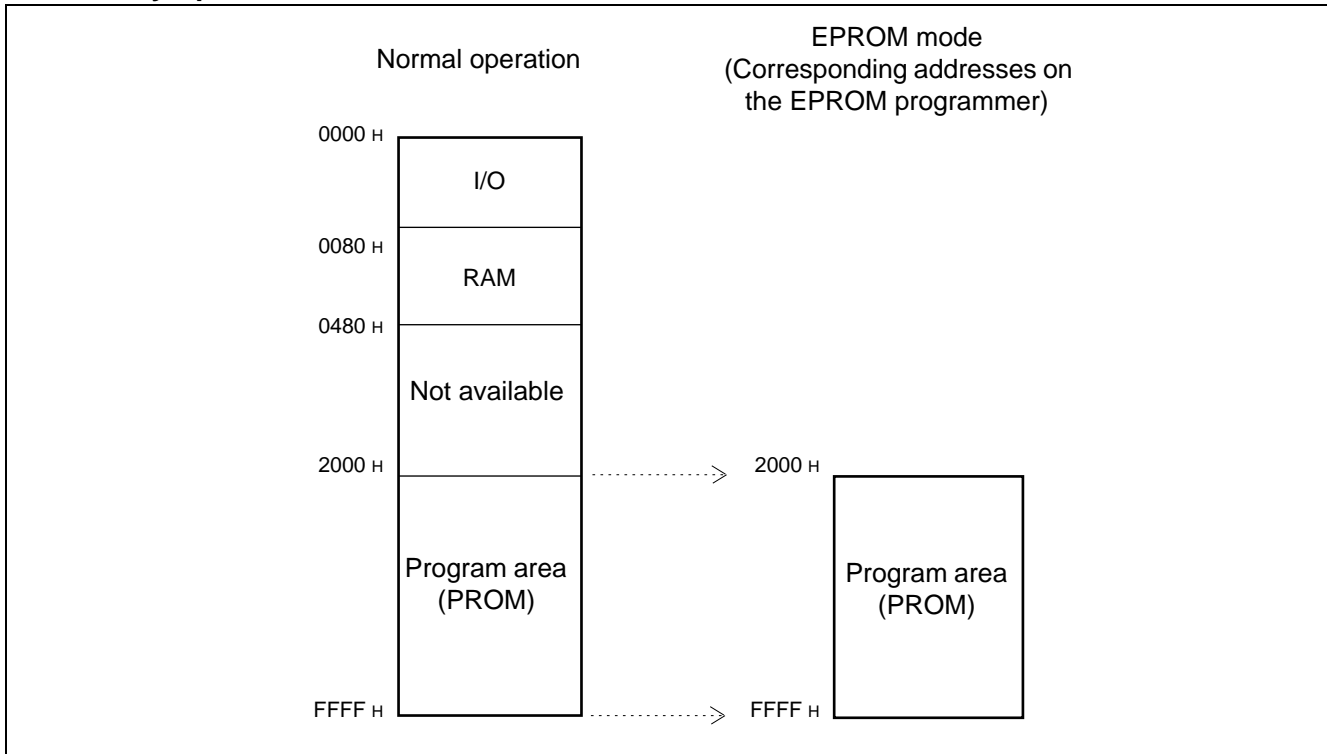 Normal operation
EPROM mode
(Corresponding addresses on
the EPROM programmer)
0000 H
I/O
0080 H
RAM
0480 H
Not available
2000 H
2000 H
Program area
(PROM)
Program area
(PROM)
FFFF H
FFFF H